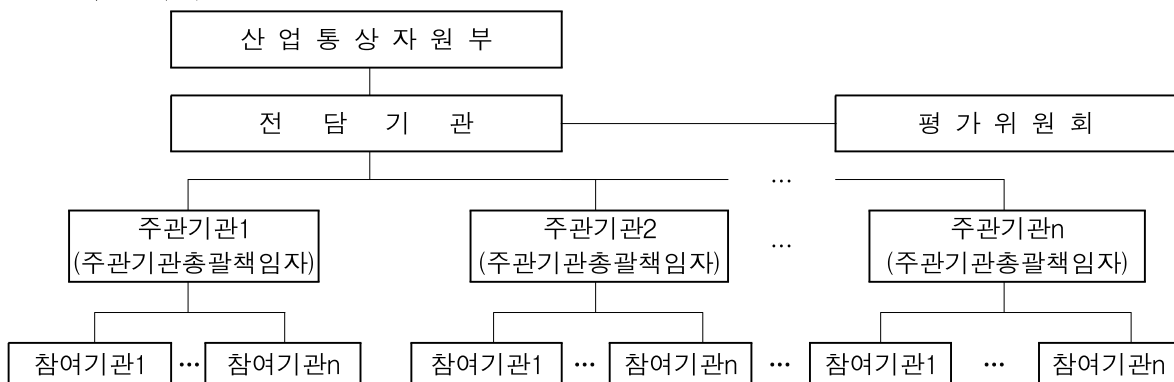 산 업 통 상 자 원 부
전 담 기 관
평 가 위 원 회
...
주관기관1
(주관기관총괄책임자)
주관기관2
(주관기관총괄책임자)
...
주관기관n
(주관기관총괄책임자)
참여기관1 ... 참여기관n 참여기관1 ... 참여기관n ... 참여기관1 ... 참여기관n